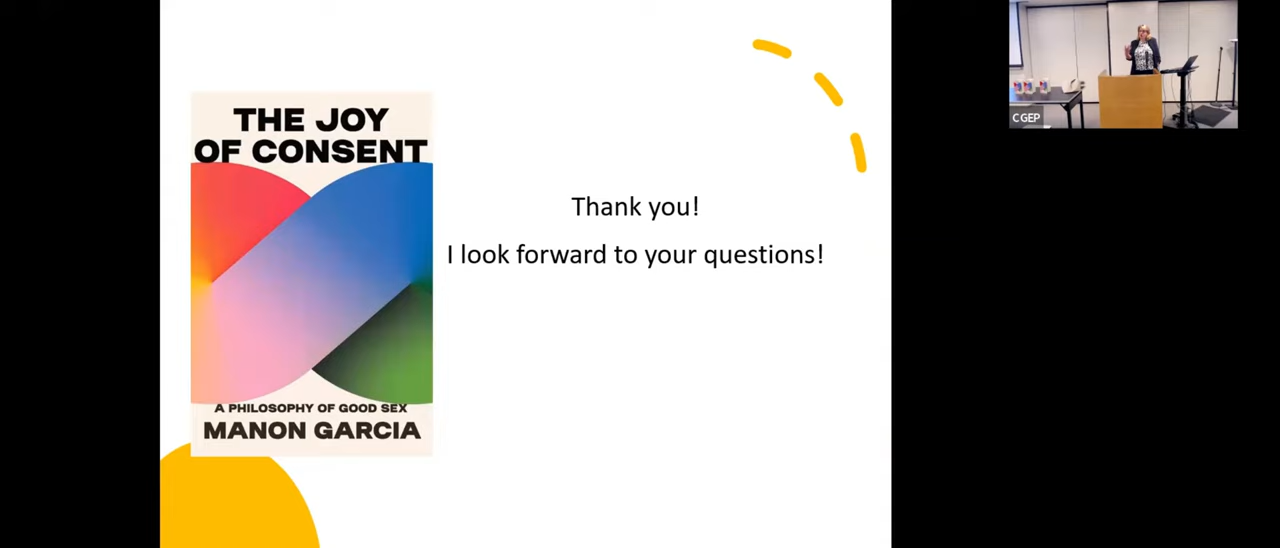 THE JOY
OF CONSENT
Thank you!
I look forward to your questions!
A PHILOSOPHY OF GOOD SEX
MANON GARCIA
CGEP